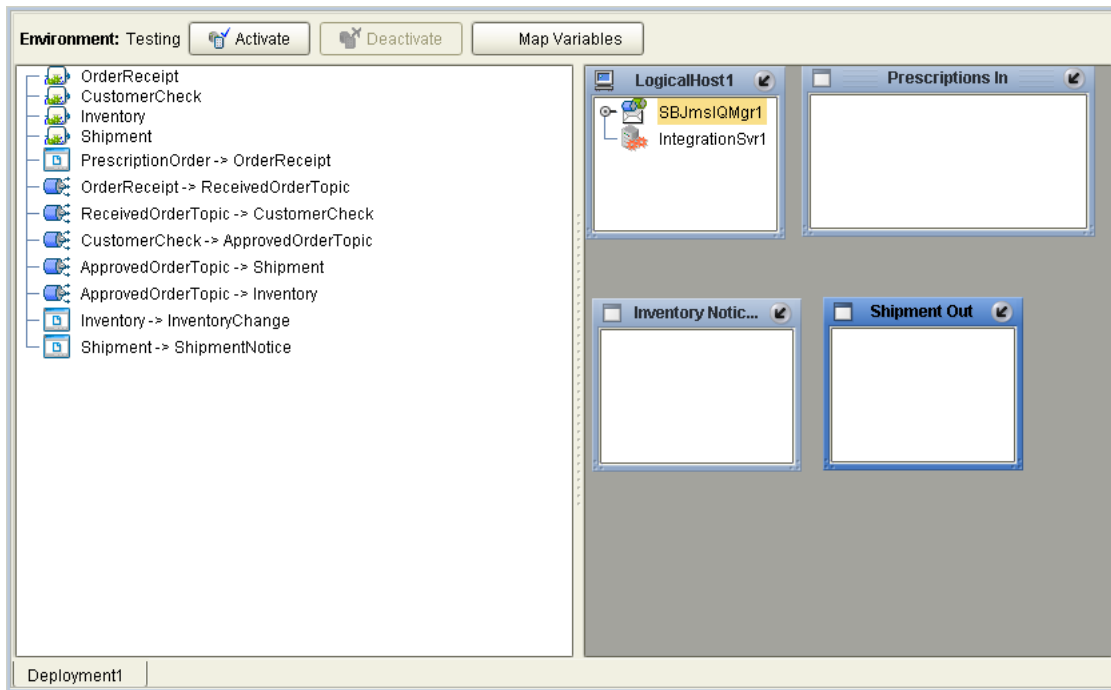 Environment: Testing Activate Deactivate Map Variables
OrderReceipt
CustomerCheck
Inventory
Shipment
PrescriptionOrder -> OrderReceipt
OrderReceipt -> ReceivedOrderTopic
ReceivedOrderTopic -> CustomerCheck
CustomerCheck -> ApprovedOrderTopic
ApprovedOrderTopic -> Shipment
ApprovedOrderTopic -> Inventory
Inventory -> InventoryChange
Shipment -> ShipmentNotice
LogicalHost1
SBJmsIQMgr1
IntegrationSvr1
Prescriptions In
Inventory Notic...
Shipment Out
Deployment1